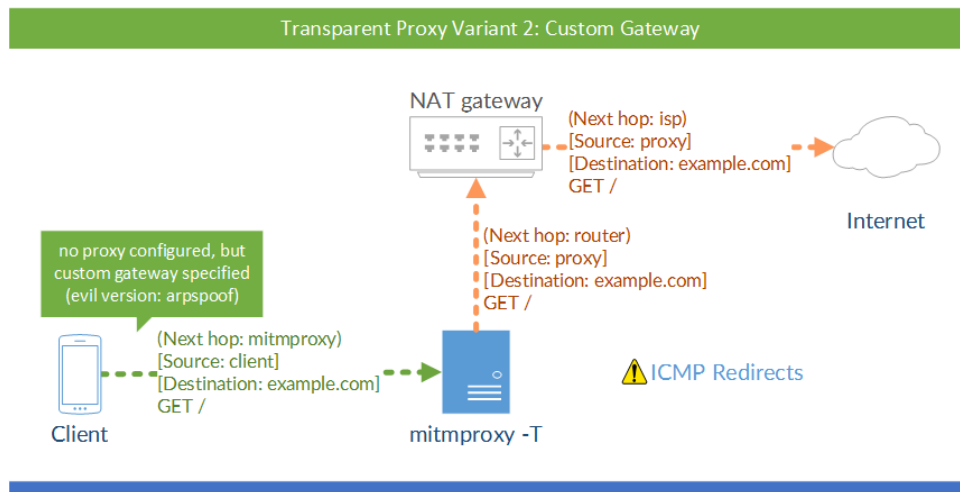 Transparent Proxy Variant 2: Custom Gateway
NAT gateway
(Next hop: isp)
[Source: proxy]
[Destination: example.com]
GET /
Internet
(Next hop: router)
[Source: proxy]
[Destination: example.com]
GET /
no proxy configured, but
custom gateway specified
(evil version: arpspoof)
(Next hop: mitmproxy)
[Source: client]
[Destination: example.com]
GET /
Client
mitmproxy -T
ICMP Redirects